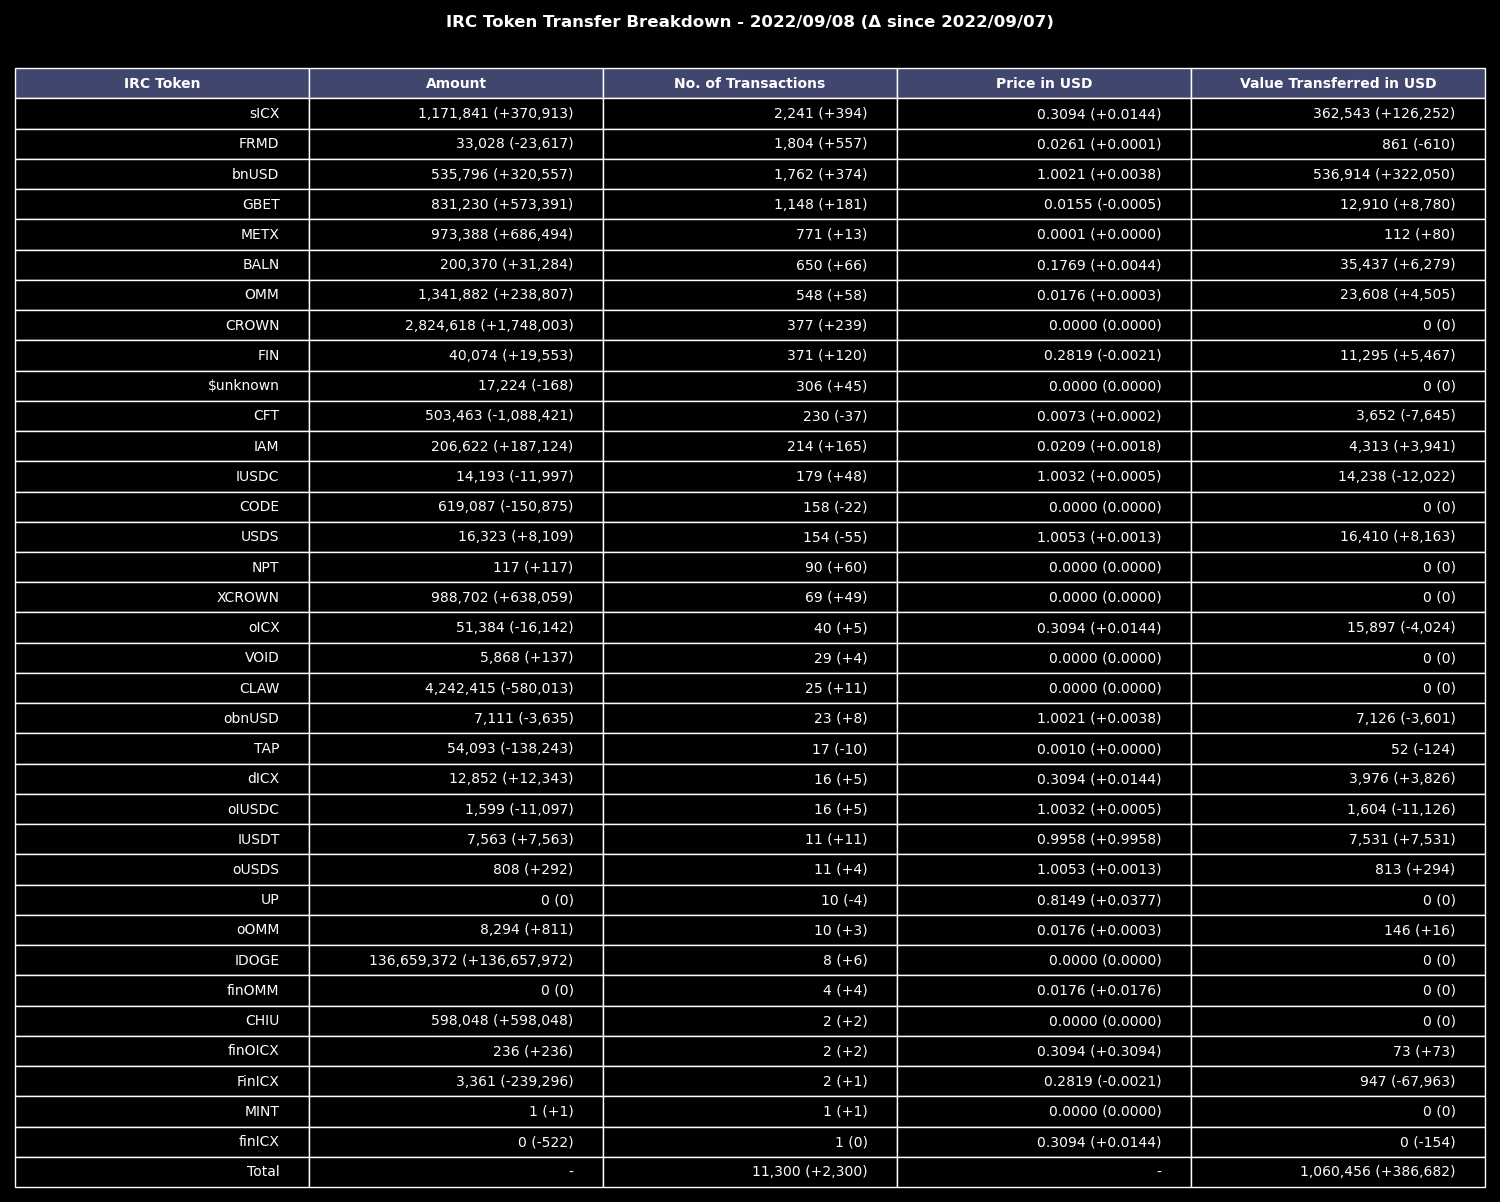 IRC Token Transfer Breakdown - 2022/09/08 (Δ since 2022/09/07)
IRC Token Amount No. of Transactions Price in USD Value Transferred in USD
sICX 1,171,841 (+370,913) 2,241 (+394) 0.3094 (+0.0144) 362,543 (+126,252)
FRMD 33,028 (-23,617) 1,804 (+557) 0.0261 (+0.0001) 861 (-610)
bnUSD 535,796 (+320,557) 1,762 (+374) 1.0021 (+0.0038) 536,914 (+322,050)
GBET 831,230 (+573,391) 1,148 (+181) 0.0155 (-0.0005) 12,910 (+8,780)
METX 973,388 (+686,494) 771 (+13) 0.0001 (+0.0000) 112 (+80)
BALN 200,370 (+31,284) 650 (+66) 0.1769 (+0.0044) 35,437 (+6,279)
OMM 1,341,882 (+238,807) 548 (+58) 0.0176 (+0.0003) 23,608 (+4,505)
CROWN 2,824,618 (+1,748,003) 377 (+239) 0.0000 (0.0000) 0 (0)
FIN 40,074 (+19,553) 371 (+120) 0.2819 (-0.0021) 11,295 (+5,467)
$unknown 17,224 (-168) 306 (+45) 0.0000 (0.0000) 0 (0)
CFT 503,463 (-1,088,421) 230 (-37) 0.0073 (+0.0002) 3,652 (-7,645)
IAM 206,622 (+187,124) 214 (+165) 0.0209 (+0.0018) 4,313 (+3,941)
IUSDC 14,193 (-11,997) 179 (+48) 1.0032 (+0.0005) 14,238 (-12,022)
CODE 619,087 (-150,875) 158 (-22) 0.0000 (0.0000) 0 (0)
USDS 16,323 (+8,109) 154 (-55) 1.0053 (+0.0013) 16,410 (+8,163)
NPT 117 (+117) 90 (+60) 0.0000 (0.0000) 0 (0)
XCROWN 988,702 (+638,059) 69 (+49) 0.0000 (0.0000) 0 (0)
oICX 51,384 (-16,142) 40 (+5) 0.3094 (+0.0144) 15,897 (-4,024)
VOID 5,868 (+137) 29 (+4) 0.0000 (0.0000) 0 (0)
CLAW 4,242,415 (-580,013) 25 (+11) 0.0000 (0.0000) 0 (0)
obnUSD 7,111 (-3,635) 23 (+8) 1.0021 (+0.0038) 7,126 (-3,601)
TAP 54,093 (-138,243) 17 (-10) 0.0010 (+0.0000) 52 (-124)
dICX 12,852 (+12,343) 16 (+5) 0.3094 (+0.0144) 3,976 (+3,826)
oIUSDC 1,599 (-11,097) 16 (+5) 1.0032 (+0.0005) 1,604 (-11,126)
IUSDT 7,563 (+7,563) 11 (+11) 0.9958 (+0.9958) 7,531 (+7,531)
oUSDS 808 (+292) 11 (+4) 1.0053 (+0.0013) 813 (+294)
UP 0 (0) 10 (-4) 0.8149 (+0.0377) 0 (0)
oOMM 8,294 (+811) 10 (+3) 0.0176 (+0.0003) 146 (+16)
IDOGE 136,659,372 (+136,657,972) 8 (+6) 0.0000 (0.0000) 0 (0)
finOMM 0 (0) 4 (+4) 0.0176 (+0.0176) 0 (0)
CHIU 598,048 (+598,048) 2 (+2) 0.0000 (0.0000) 0 (0)
finOICX 236 (+236) 2 (+2) 0.3094 (+0.3094) 73 (+73)
FinICX 3,361 (-239,296) 2 (+1) 0.2819 (-0.0021) 947 (-67,963)
MINT 1 (+1) 1 (+1) 0.0000 (0.0000) 0 (0)
finICX 0 (-522) 1 (0) 0.3094 (+0.0144) 0 (-154)
Total - 11,300 (+2,300) - 1,060,456 (+386,682)